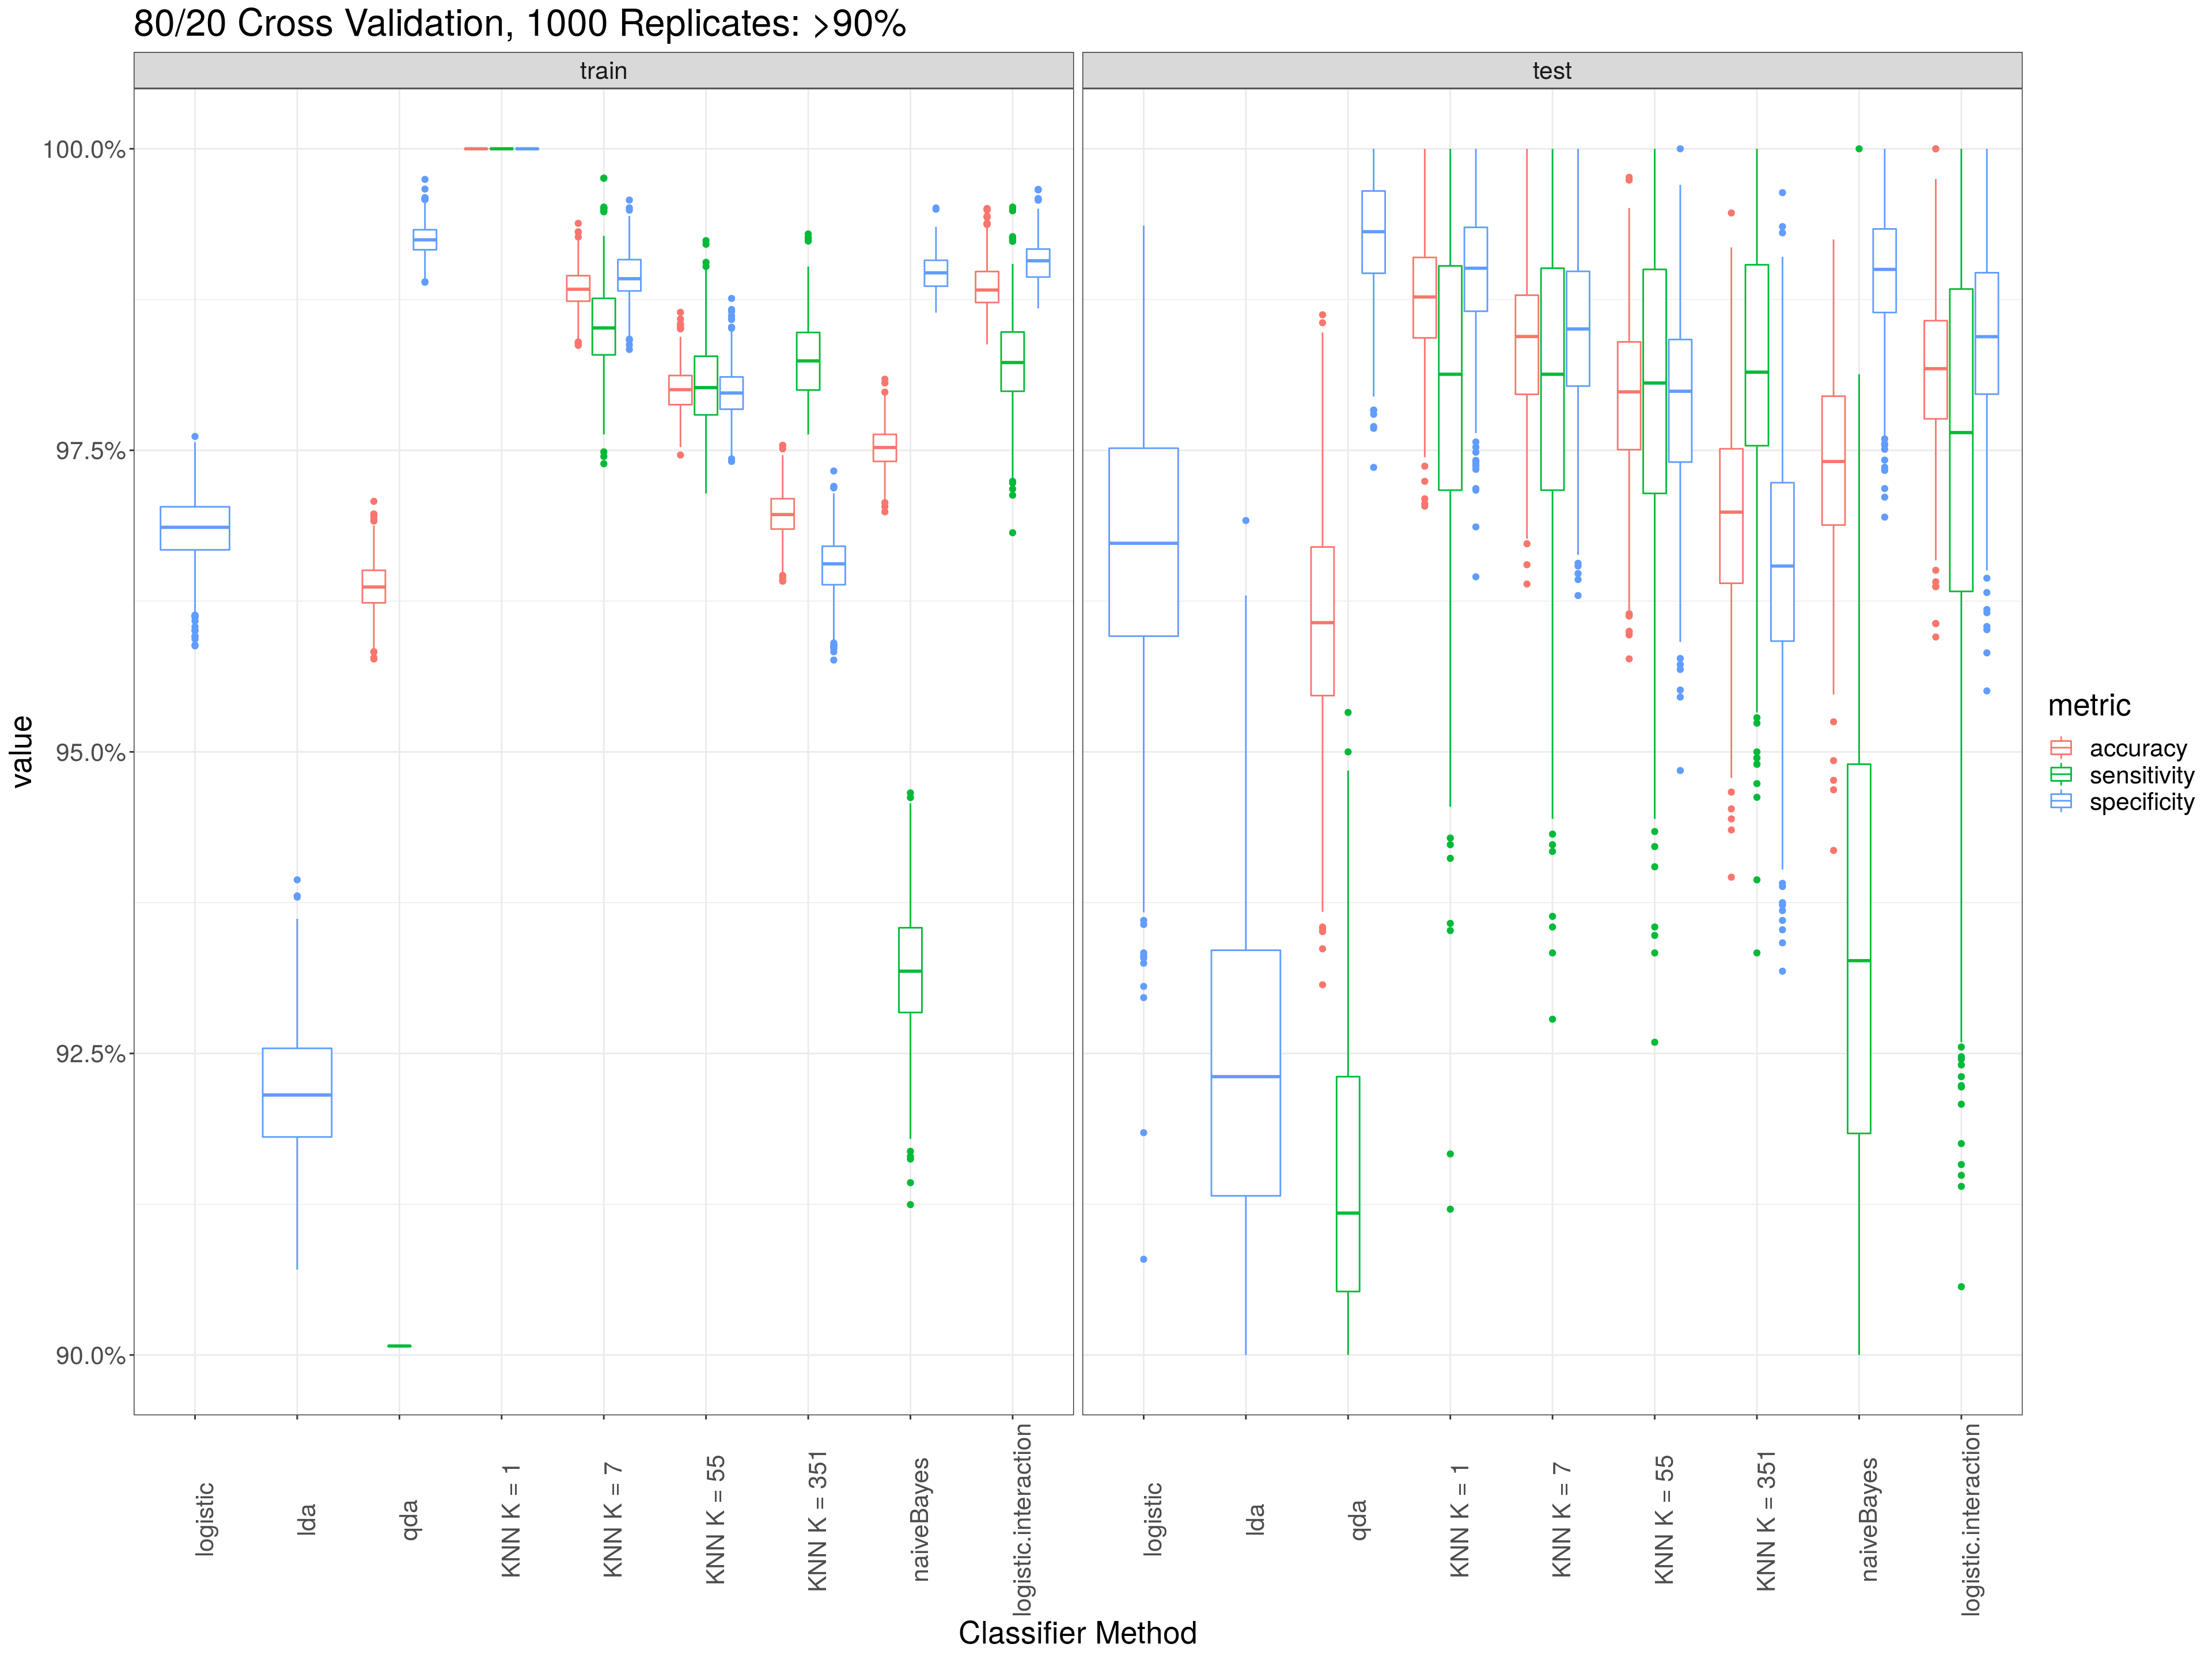 80/20 Cross Validation, 1000 Replicates: >90%
train
test
100.0%
97.5%
95.0%
92.5%
90.0%
value
logistic
lda
qda
KNN K = 1
KNN K = 7
KNN K = 55
KNN K = 351
naiveBayes
logistic.interaction
logistic
lda
qda
KNN K = 1
KNN K = 7
KNN K = 55
KNN K = 351
naiveBayes
logistic.interaction
Classifier Method
metric
accuracy
sensitivity
specificity